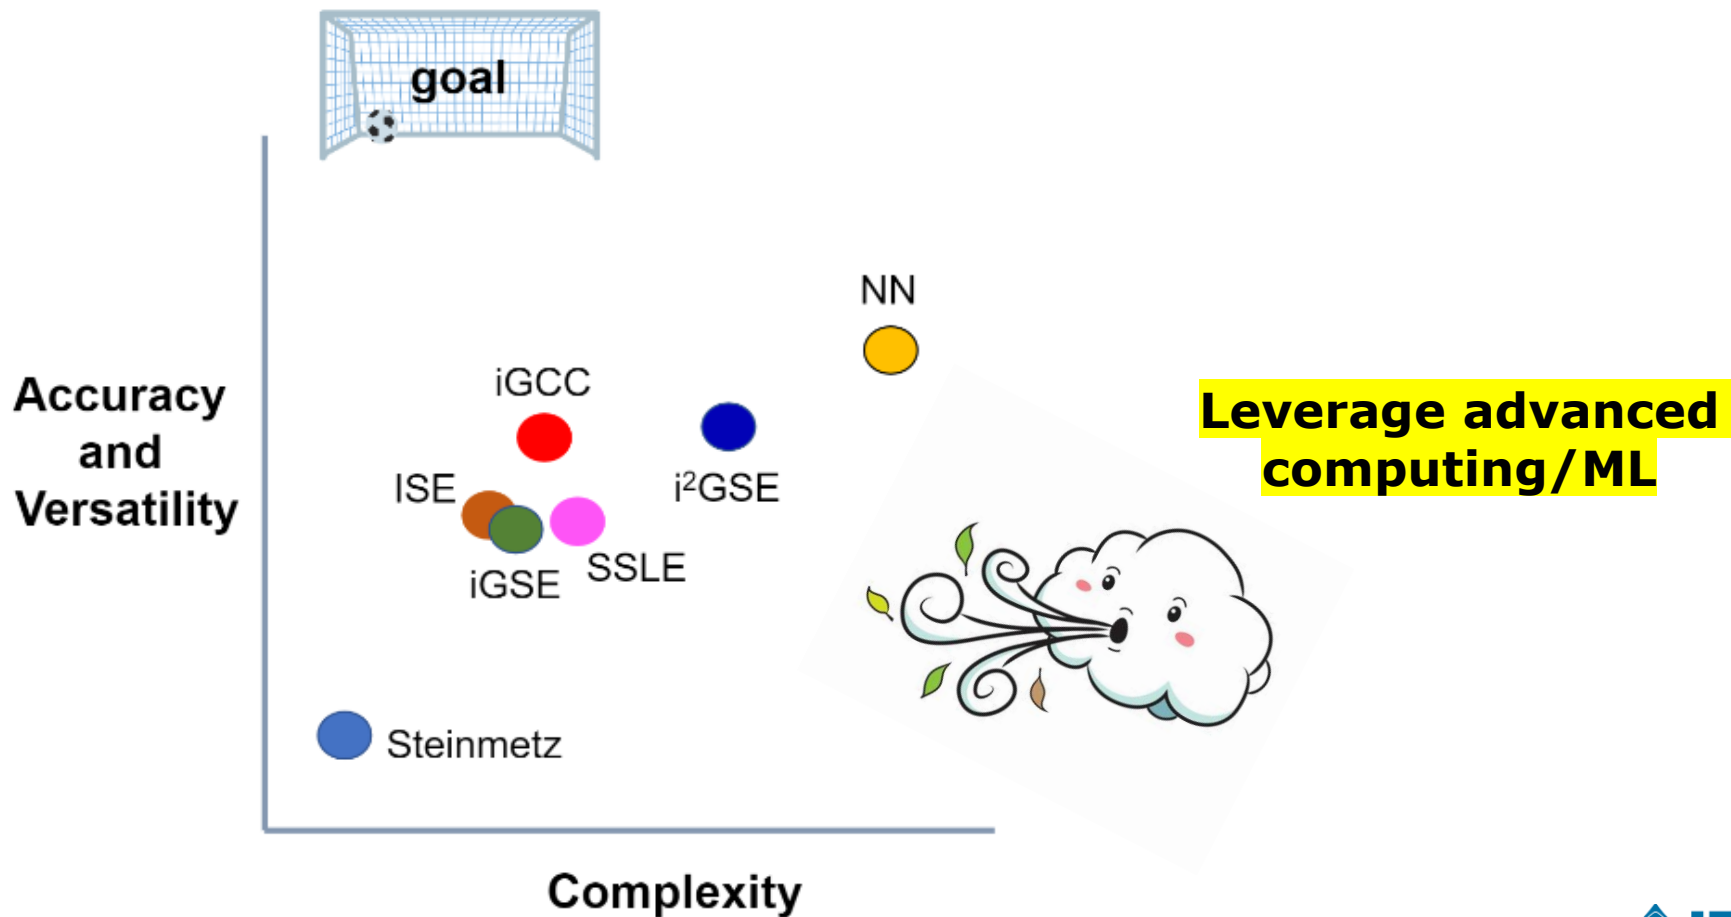 goal
NN
iGCC
Accuracy
and
Versatility
ISE
i²GSE
iGSE
SSLE
Steinmetz
Complexity
Leverage advanced
computing/ML